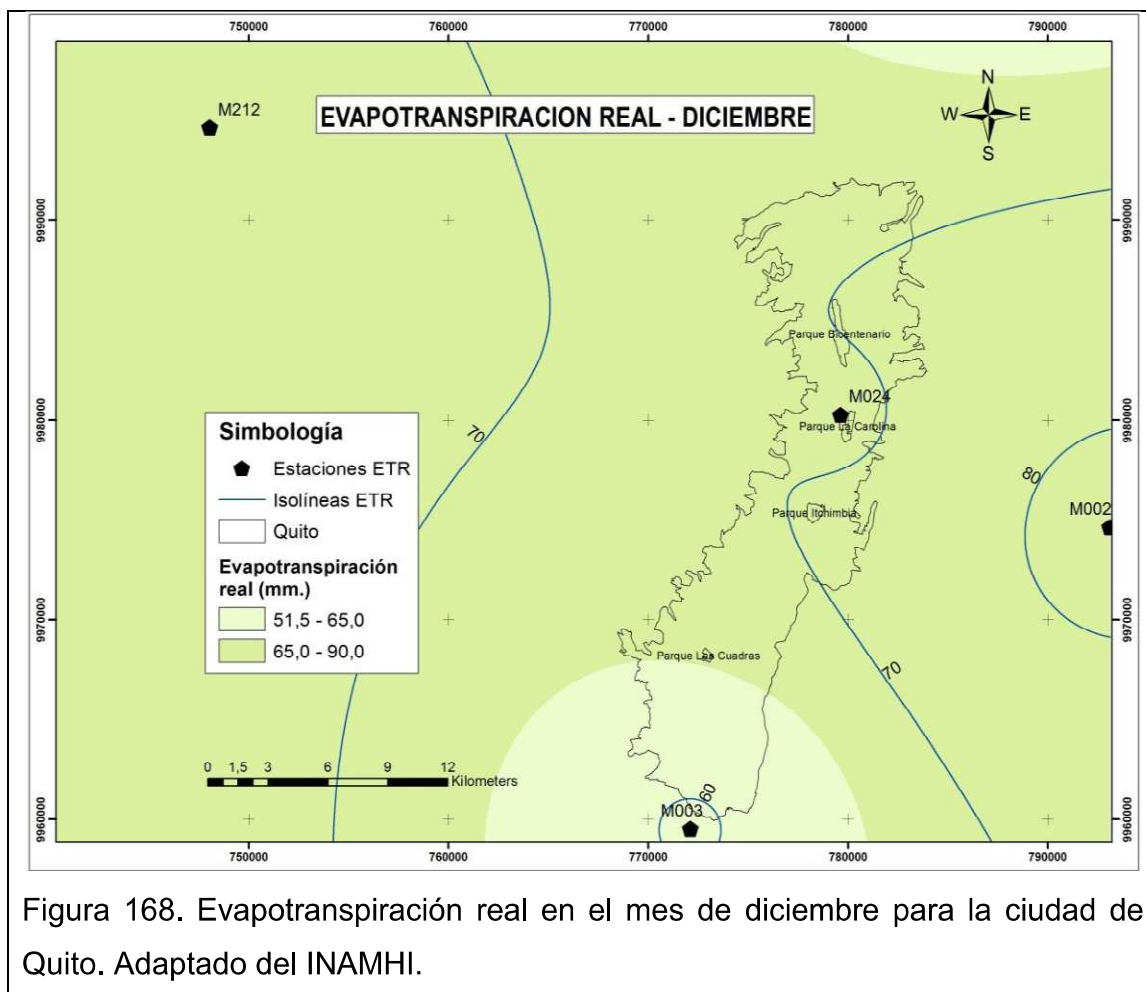 750000 760000 770000 780000 790000
EVAPOTRANSPIRACION REAL - DICIEMBRE
N
W E
S
M212
9990000 9990000
Parque Bicentenario
M024
Parque La Carolina
9980000 9980000
70
80
M002
Parque Itchimbia
Simbología
Estaciones ETR
Isolíneas ETR
Quito
Evapotranspiración
real (mm.)
51,5 - 65,0
65,0 - 90,0
9970000 9970000
Parque Las Cuadras
70
0 1,5 3 6 9 12
Kilometers
60
M003
9960000 9960000
750000 760000 770000 780000 790000
Figura 168. Evapotranspiración real en el mes de diciembre para la ciudad de
Quito. Adaptado del INAMHI.